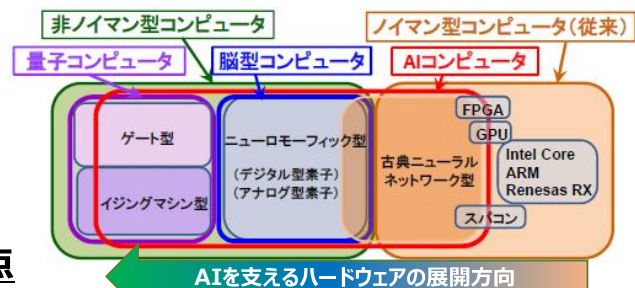 非ノイマン型コンピュータ
ノイマン型コンピュータ(従来)
量子コンピュータ
脳型コンピュータ
AIコンピュータ
ゲート型
イジングマシン型
ニューロモーフィック型
(デジタル型素子)
(アナログ型素子)
古典ニューラル
ネットワーク型
FPGA
GPU
Intel Core
ARM
Renesas RX
スパコン
点
AIを支えるハードウェアの展開方向